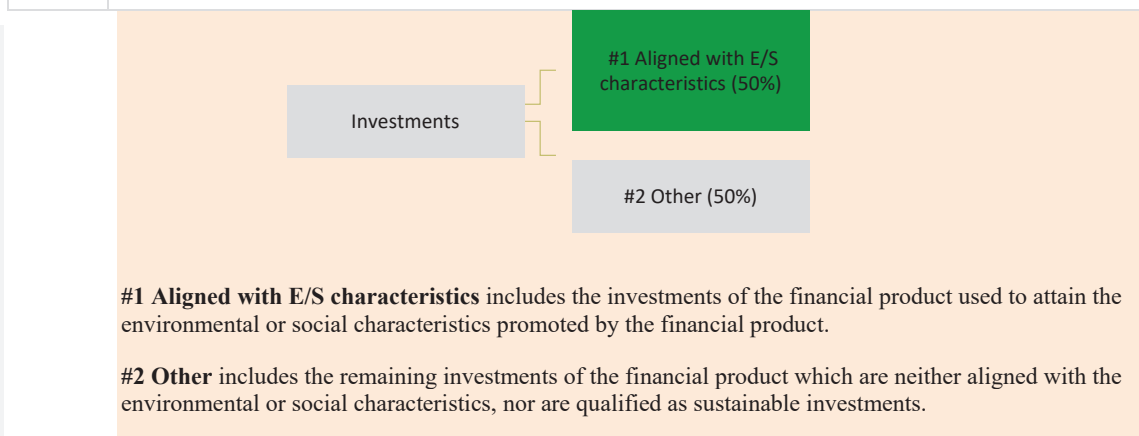 #1 Aligned with E/S
characteristics (50%)
Investments
#2 Other (50%)
#1 Aligned with E/S characteristics includes the investments of the financial product used to attain the
environmental or social characteristics promoted by the financial product.
#2 Other includes the remaining investments of the financial product which are neither aligned with the
environmental or social characteristics, nor are qualified as sustainable investments.